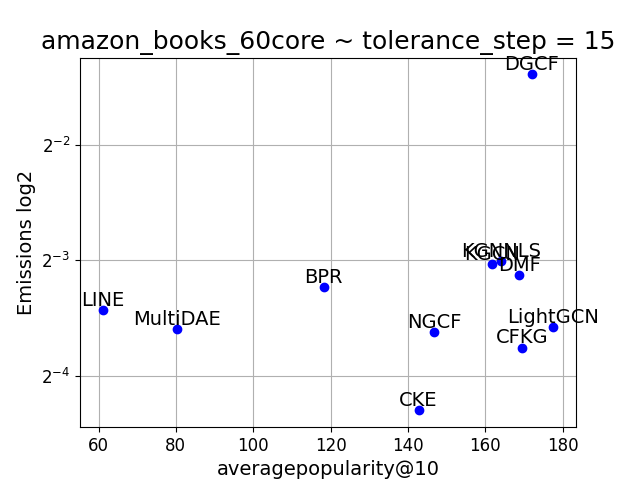 amazon_books_60core ~ tolerance_step = 15
DGCF
2⁻²
KGNNLS
KGCN
2⁻³
DMF
BPR
LINE
MultiDAE
LightGCN
NGCF
CFKG
2⁻⁴
CKE
Emissions log2
60 80 100 120 140 160 180
averagepopularity@10